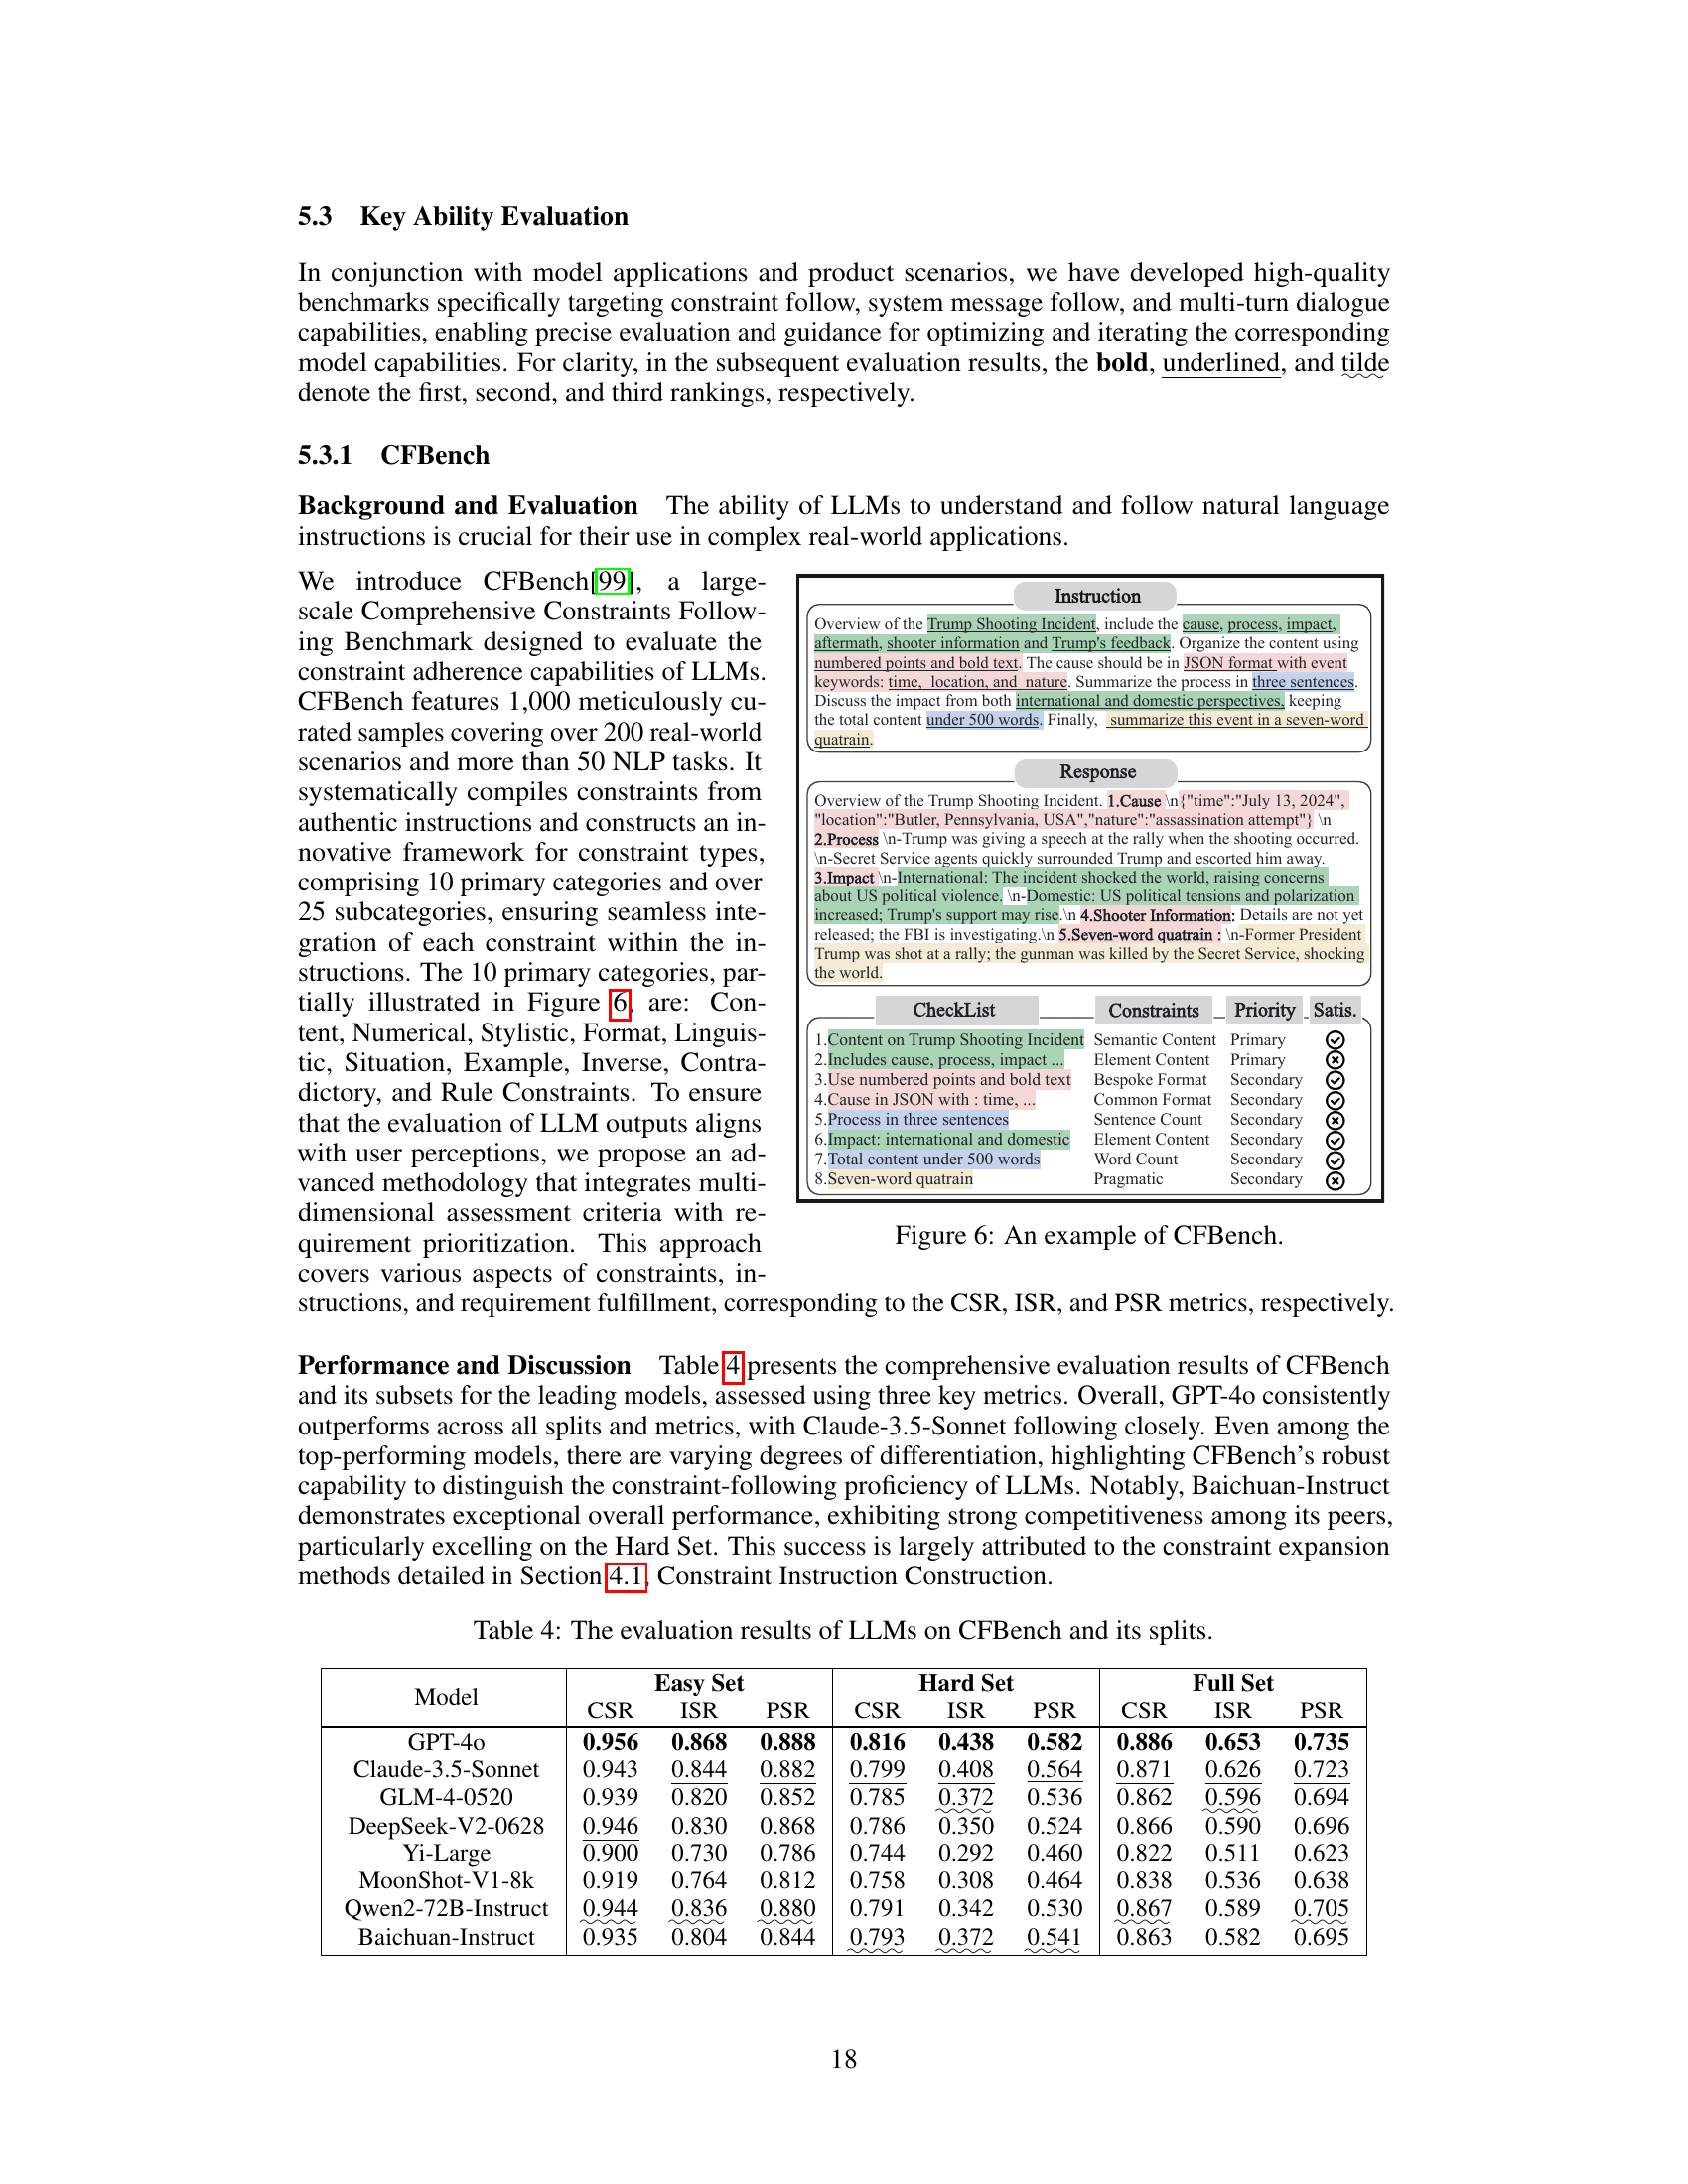 5.3 Key Ability Evaluation
In conjunction with model applications and product scenarios, we have developed high-quality
benchmarks specifically targeting constraint follow, system message follow, and multi-turn dialogue
capabilities, enabling precise evaluation and guidance for optimizing and iterating the corresponding
model capabilities. For clarity, in the subsequent evaluation results, the bold, underlined, and tilde
denote the first, second, and third rankings, respectively.
5.3.1 CFBench
Background and Evaluation The ability of LLMs to understand and follow natural language
instructions is crucial for their use in complex real-world applications.
We introduce CFBench[99], a large-
scale Comprehensive Constraints Follow-
ing Benchmark designed to evaluate the
constraint adherence capabilities of LLMs.
CFBench features 1,000 meticulously cu-
rated samples covering over 200 real-world
scenarios and more than 50 NLP tasks. It
systematically compiles constraints from
authentic instructions and constructs an in-
novative framework for constraint types,
comprising 10 primary categories and over
25 subcategories, ensuring seamless inte-
gration of each constraint within the in-
structions. The 10 primary categories, par-
tially illustrated in Figure 6, are: Con-
tent, Numerical, Stylistic, Format, Linguis-
tic, Situation, Example, Inverse, Contra-
dictory, and Rule Constraints. To ensure
that the evaluation of LLM outputs aligns
with user perceptions, we propose an ad-
vanced methodology that integrates multi-
dimensional assessment criteria with re-
quirement prioritization. This approach
covers various aspects of constraints, in-
structions, and requirement fulfillment, corresponding to the CSR, ISR, and PSR metrics, respectively.
Instruction
Overview of the Trump Shooting Incident, include the cause, process, impact,
aftermath, shooter information and Trump's feedback. Organize the content using
numbered points and bold text. The cause should be in JSON format with event
keywords: time, location, and nature. Summarize the process in three sentences.
Discuss the impact from both international and domestic perspectives, keeping
the total content under 500 words. Finally, summarize this event in a seven-word
quatrain.
Response
Overview of the Trump Shooting Incident. 1.Cause \n{"time":"July 13, 2024",
"location":"Butler, Pennsylvania, USA","nature":"assassination attempt"} \n
2.Process \n-Trump was giving a speech at the rally when the shooting occurred.
\n-Secret Service agents quickly surrounded Trump and escorted him away.
3.Impact \n-International: The incident shocked the world, raising concerns
about US political violence. \n-Domestic: US political tensions and polarization
increased; Trump's support may rise.\n 4.Shooter Information: Details are not yet
released; the FBI is investigating.\n 5.Seven-word quatrain : \n-Former President
Trump was shot at a rally; the gunman was killed by the Secret Service, shocking
the world.
CheckList Constraints Priority Satis.
1.Content on Trump Shooting Incident Semantic Content Primary
2.Includes cause, process, impact ... Element Content Primary
3.Use numbered points and bold text Bespoke Format Secondary
4.Cause in JSON with : time, ... Common Format Secondary
5.Process in three sentences Sentence Count Secondary
6.Impact: international and domestic Element Content Secondary
7.Total content under 500 words Word Count Secondary
8.Seven-word quatrain Pragmatic Secondary
Figure 6: An example of CFBench.
Performance and Discussion Table 4 presents the comprehensive evaluation results of CFBench
and its subsets for the leading models, assessed using three key metrics. Overall, GPT-4o consistently
outperforms across all splits and metrics, with Claude-3.5-Sonnet following closely. Even among the
top-performing models, there are varying degrees of differentiation, highlighting CFBench's robust
capability to distinguish the constraint-following proficiency of LLMs. Notably, Baichuan-Instruct
demonstrates exceptional overall performance, exhibiting strong competitiveness among its peers,
particularly excelling on the Hard Set. This success is largely attributed to the constraint expansion
methods detailed in Section 4.1, Constraint Instruction Construction.
Table 4: The evaluation results of LLMs on CFBench and its splits.
Model Easy Set Hard Set Full Set
CSR ISR PSR CSR ISR PSR CSR ISR PSR
GPT-4o 0.956 0.868 0.888 0.816 0.438 0.582 0.886 0.653 0.735
Claude-3.5-Sonnet 0.943 0.844 0.882 0.799 0.408 0.564 0.871 0.626 0.723
GLM-4-0520 0.939 0.820 0.852 0.785 0.372 0.536 0.862 0.596 0.694
DeepSeek-V2-0628 0.946 0.830 0.868 0.786 0.350 0.524 0.866 0.590 0.696
Yi-Large 0.900 0.730 0.786 0.744 0.292 0.460 0.822 0.511 0.623
MoonShot-V1-8k 0.919 0.764 0.812 0.758 0.308 0.464 0.838 0.536 0.638
Qwen2-72B-Instruct 0.944 0.836 0.880 0.791 0.342 0.530 0.867 0.589 0.705
Baichuan-Instruct 0.935 0.804 0.844 0.793 0.372 0.541 0.863 0.582 0.695
18